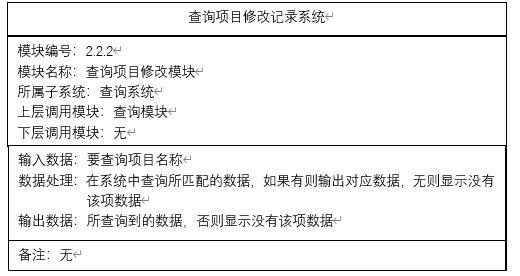 查询项目修改记录系统
模块编号：2.2.2
模块名称：查询项目修改模块
所属子系统：查询系统
上层调用模块：查询模块
下层调用模块：无
输入数据：要查询项目名称
数据处理：在系统中查询所匹配的数据，如果有则输出对应数据，无则显示没有
该项数据
输出数据：所查询到的数据，否则显示没有该项数据
备注：无